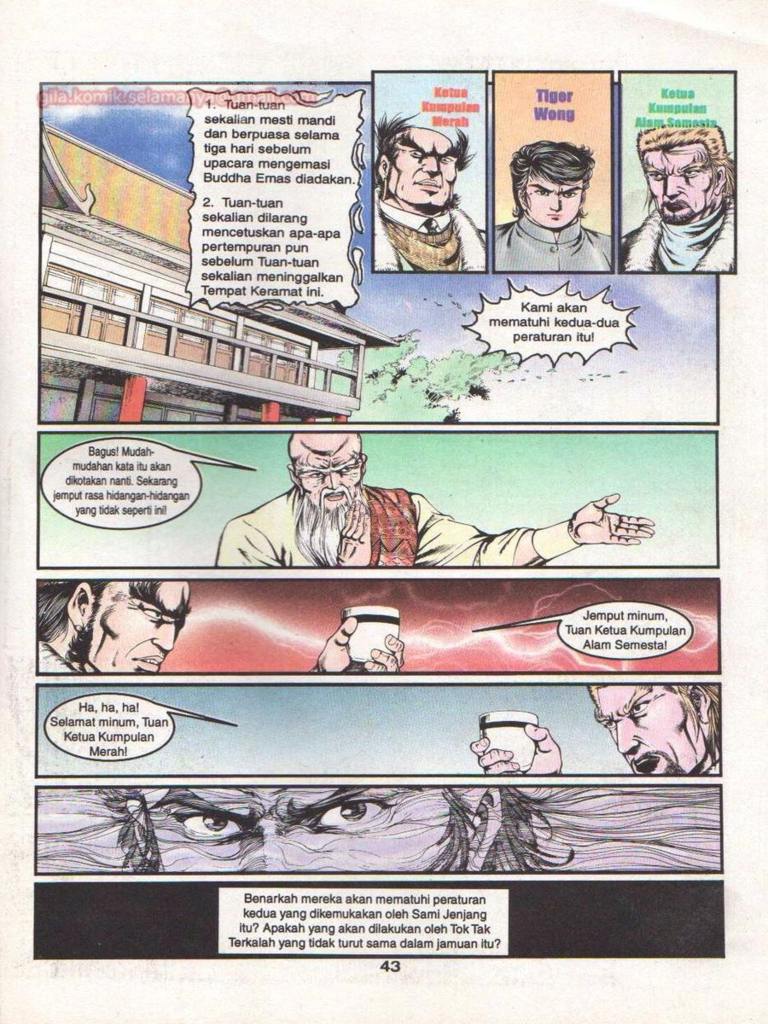 gila.komik.selamanya@gmail.com
1. Tuan-tuan
sekalian mesti mandi
dan berpuasa selama
tiga hari sebelum
upacara mengemasi
Buddha Emas diadakan.
2. Tuan-tuan
sekalian dilarang
mencetuskan apa-apa
pertempuran pun
sebelum Tuan-tuan
sekalian meninggalkan
Tempat Keramat ini.
Ketua
Kumpulan
Merah
Tiger
Wong
Ketua
Kumpulan
Alam Semesta
Kami akan
mematuhi kedua-dua
peraturan itu!
Bagus! Mudah-
mudahan kata itu akan
dikotakan nanti. Sekarang
jemput rasa hidangan-hidangan
yang tidak seperti ini!
Jemput minum,
Tuan Ketua Kumpulan
Alam Semesta!
Ha, ha, ha!
Selamat minum, Tuan
Ketua Kumpulan
Merah!
Benarkah mereka akan mematuhi peraturan
kedua yang dikemukakan oleh Sami Jenjang
itu? Apakah yang akan dilakukan oleh Tok Tak
Terkalah yang tidak turut sama dalam jamuan itu?
43